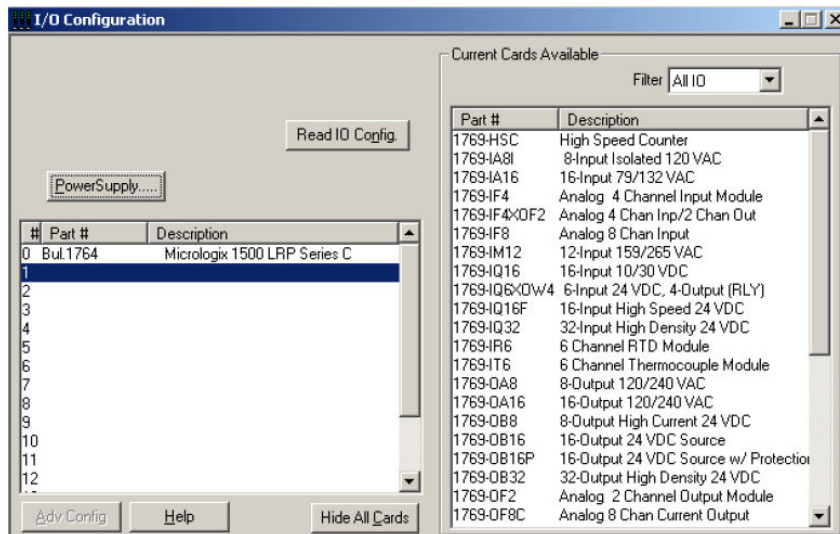 I/O Configuration
Read IO Config.
PowerSupply.....
# Part # Description
0 Bul.1764 Micrologix 1500 LRP Series C
1
2
3
4
5
6
7
8
9
10
11
12
Adv Config Help Hide All Cards
Current Cards Available
Filter All IO
Part # Description
1769-HSC High Speed Counter
1769-IA8I 8-Input Isolated 120 VAC
1769-IA16 16-Input 79/132 VAC
1769-IF4 Analog 4 Channel Input Module
1769-IF4XOF2 Analog 4 Chan Inp/2 Chan Out
1769-IF8 Analog 8 Chan Input
1769-IM12 12-Input 159/265 VAC
1769-IQ16 16-Input 10/30 VDC
1769-IQ6XOW4 6-Input 24 VDC, 4-Output (RLY)
1769-IQ16F 16-Input High Speed 24 VDC
1769-IQ32 32-Input High Density 24 VDC
1769-IR6 6 Channel RTD Module
1769-IT6 6 Channel Thermocouple Module
1769-OA8 8-Output 120/240 VAC
1769-OA16 16-Output 120/240 VAC
1769-OB8 8-Output High Current 24 VDC
1769-OB16 16-Output 24 VDC Source
1769-OB16P 16-Output 24 VDC Source w/ Protection
1769-OB32 32-Output High Density 24 VDC
1769-OF2 Analog 2 Channel Output Module
1769-OF8C Analog 8 Chan Current Output